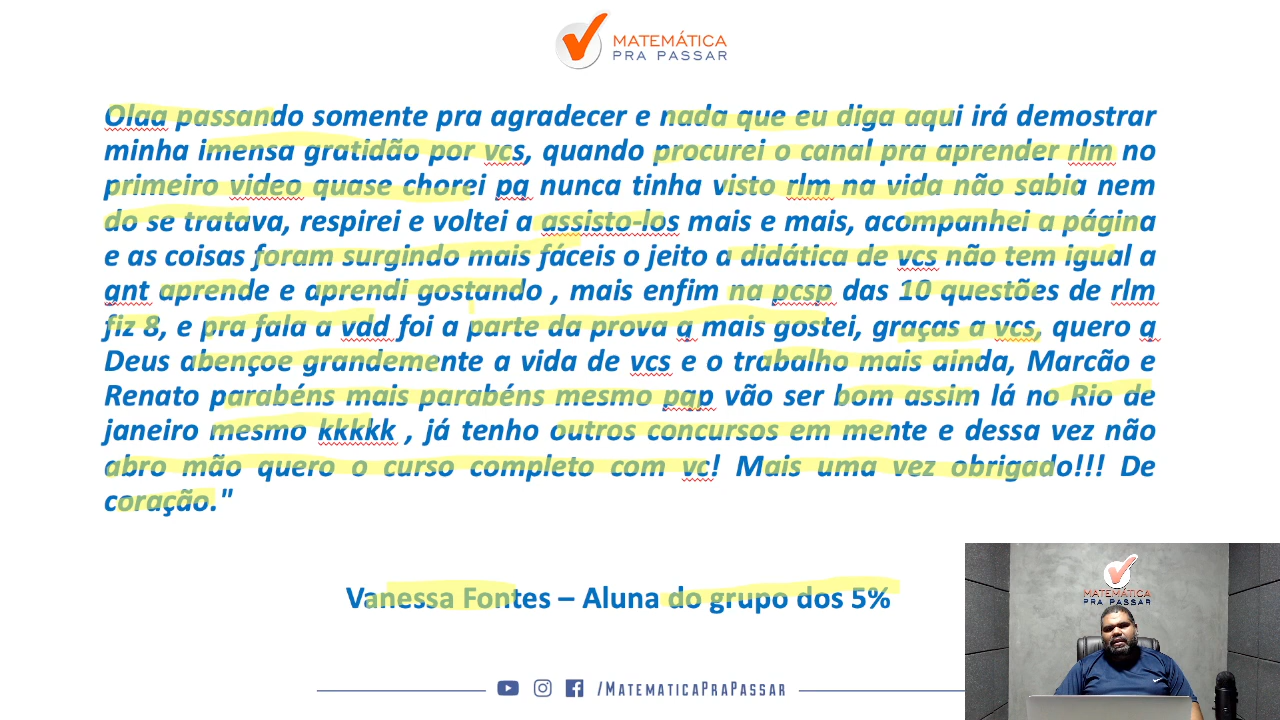 MATEMÁTICA
PRA PASSAR
Olaa passando somente pra agradecer e nada que eu diga aqui irá demostrar
minha imensa gratidão por vcs, quando procurei o canal pra aprender rlm no
primeiro video quase chorei pq nunca tinha visto rlm na vida não sabia nem
do se tratava, respirei e voltei a assisto-los mais e mais, acompanhei a página
e as coisas foram surgindo mais fáceis o jeito a didática de vcs não tem igual a
gnt aprende e aprendi gostando , mais enfim na pcsp das 10 questões de rlm
fiz 8, e pra fala a vdd foi a parte da prova q mais gostei, graças a vcs, quero q
Deus abençoe grandemente a vida de vcs e o trabalho mais ainda, Marcão e
Renato parabéns mais parabéns mesmo pqp vão ser bom assim lá no Rio de
janeiro mesmo kkkkk , já tenho outros concursos em mente e dessa vez não
abro mão quero o curso completo com vc! Mais uma vez obrigado!!! De
coração."
Vanessa Fontes – Aluna do grupo dos 5%
MATEMÁTICA
PRA PASSAR
/MATEMATICAPRAPASSAR